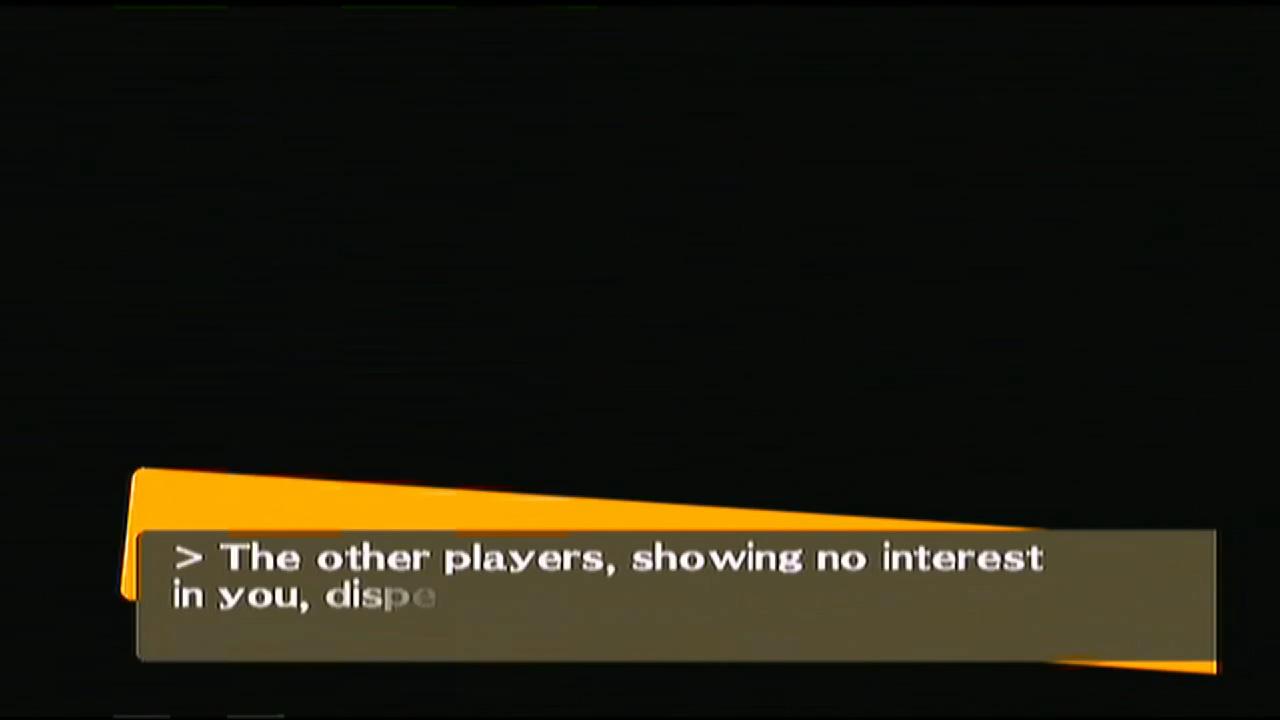 > The other players, showing no interest
in you, dispe